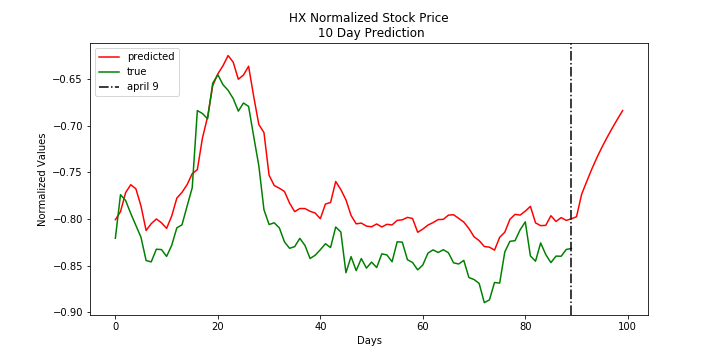 HX Normalized Stock Price
10 Day Prediction
predicted
true
april 9
Normalized Values
−0.65
−0.70
−0.75
−0.80
−0.85
−0.90
0
20
40
60
80
100
Days